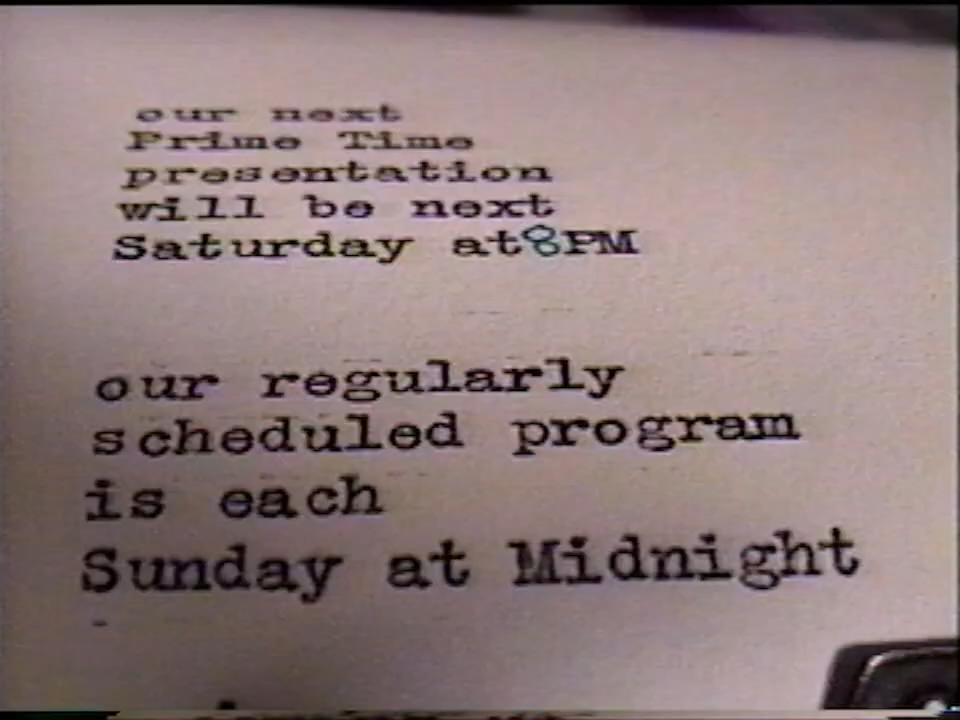 our next
Prime Time
presentation
will be next
Saturday at8PM
our regularly
scheduled program
is each
Sunday at Midnight
-